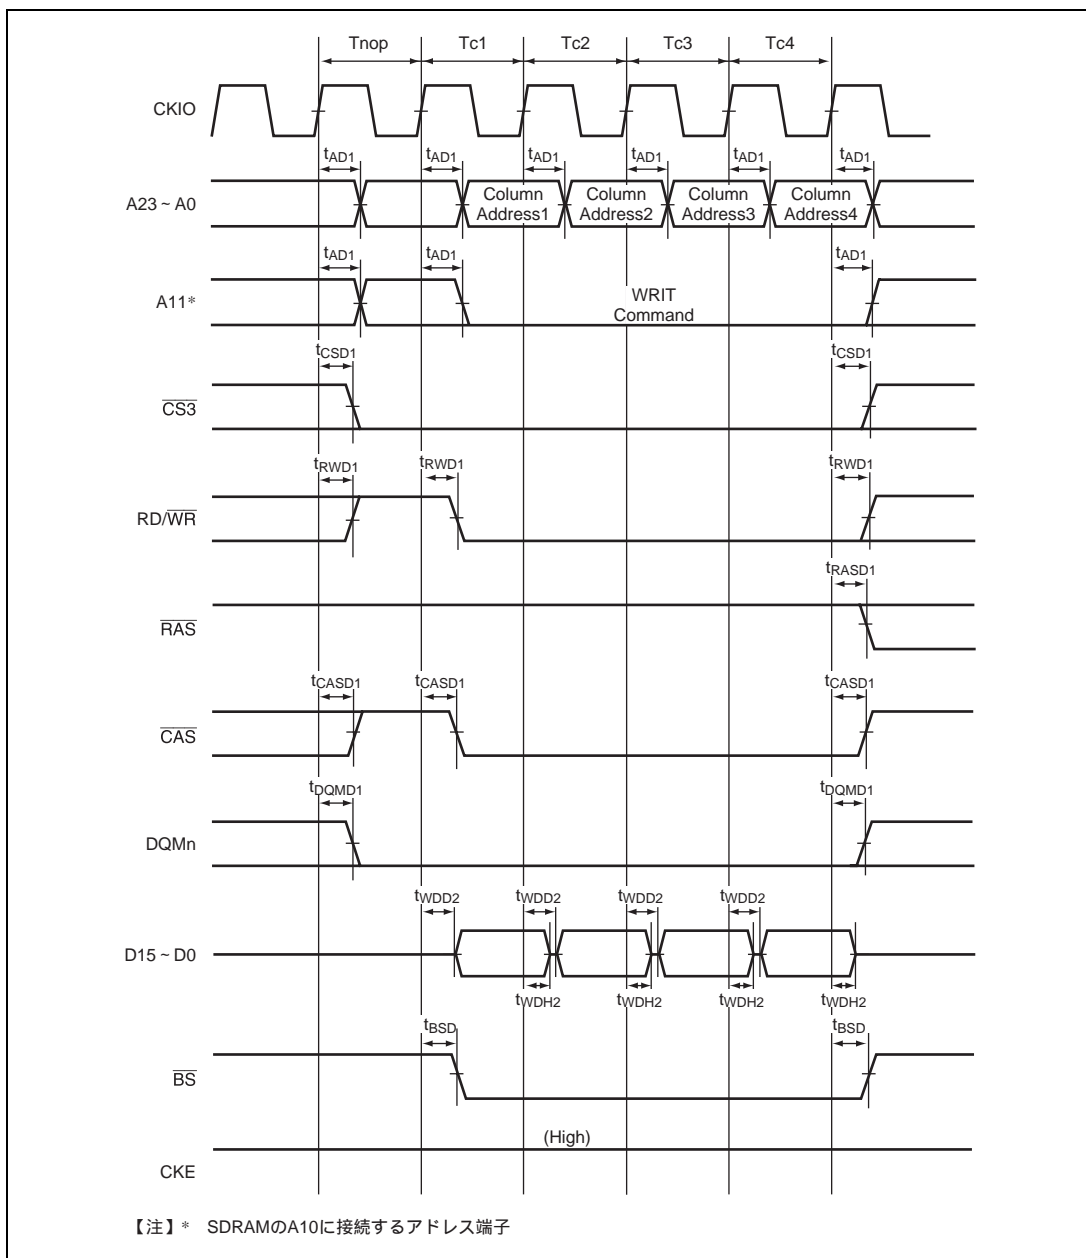 Tnop Tc1 Tc2 Tc3 Tc4
CKIO
tAD1 tAD1 tAD1 tAD1 tAD1 tAD1
A23 ~ A0
Column Address1
Column Address2
Column Address3
Column Address4
tAD1 tAD1 tAD1
A11*
WRIT
Command
tCSD1 tCSD1
CS3
tRWD1 tRWD1 tRWD1
RD/WR
tRASD1
RAS
tCASD1 tCASD1 tCASD1
CAS
tDQMD1 tDQMD1
DQMn
tWDD2 tWDD2 tWDD2 tWDD2
D15 ~ D0
tWDH2 tWDH2 tWDH2 tWDH2
tBSD tBSD
BS
(High)
CKE
【注】* SDRAMのA10に接続するアドレス端子